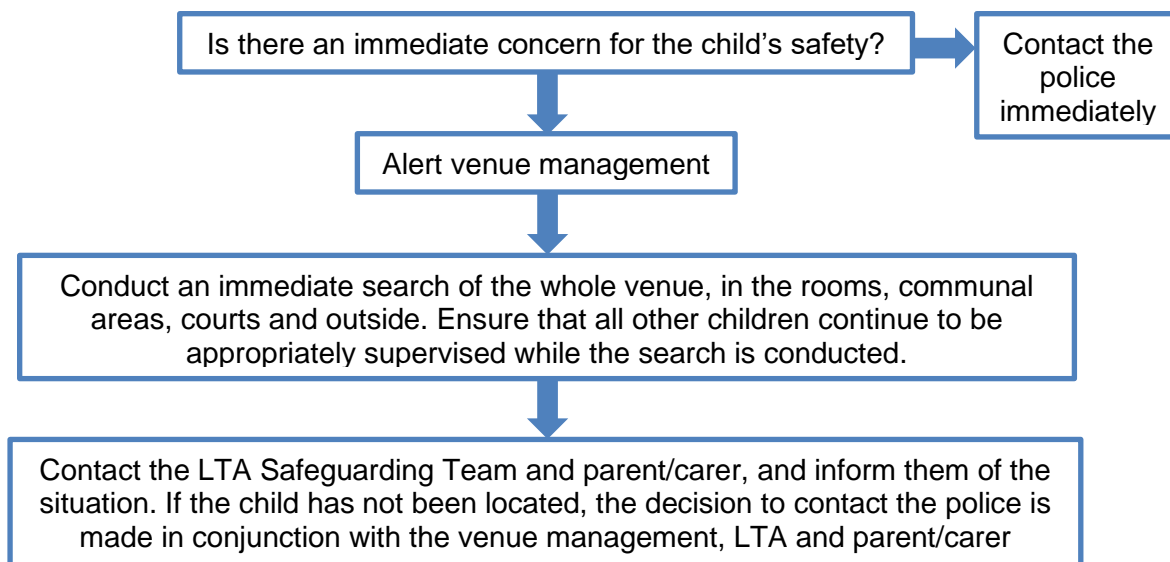 Is there an immediate concern for the child’s safety?
Contact the
police
immediately
Alert venue management
Conduct an immediate search of the whole venue, in the rooms, communal
areas, courts and outside. Ensure that all other children continue to be
appropriately supervised while the search is conducted.
Contact the LTA Safeguarding Team and parent/carer, and inform them of the
situation. If the child has not been located, the decision to contact the police is
made in conjunction with the venue management, LTA and parent/carer